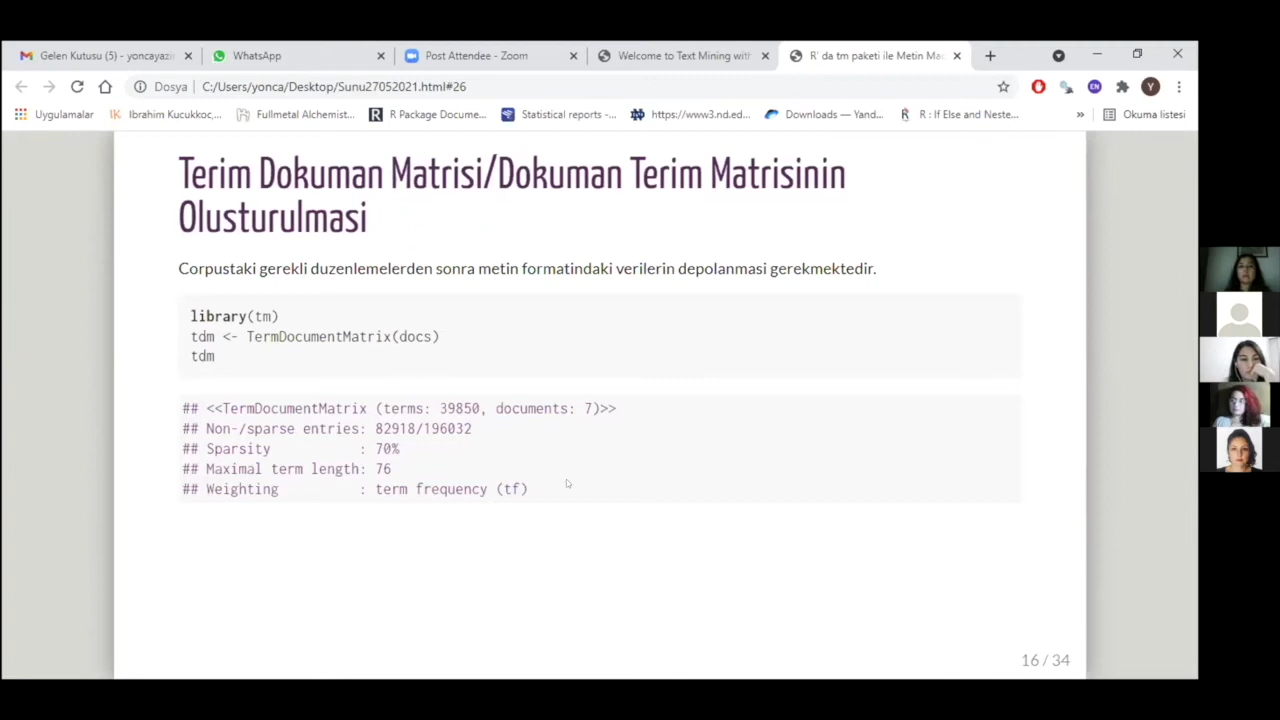 Gelen Kutusu (5) - yoncayazi
WhatsApp
Post Attendee - Zoom
Welcome to Text Mining with
R' da tm paketi ile Metin Mad
Dosya
C:/Users/yonca/Desktop/Sunu27052021.html#26
EN
Y
Uygulamalar
Ibrahim Kucukkoc,...
Fullmetal Alchemist...
R Package Docume...
Statistical reports -...
https://www3.nd.ed...
Downloads — Yand...
R : If Else and Neste...
»
Okuma listesi
Terim Dokuman Matrisi/Dokuman Terim Matrisinin
Olusturulmasi
Corpustaki gerekli duzenlemelerden sonra metin formatindaki verilerin depolanmasi gerekmektedir.
library(tm)
tdm <- TermDocumentMatrix(docs)
tdm
## <<TermDocumentMatrix (terms: 39850, documents: 7)>>
## Non-/sparse entries: 82918/196032
## Sparsity           : 70%
## Maximal term length: 76
## Weighting          : term frequency (tf)
16 / 34